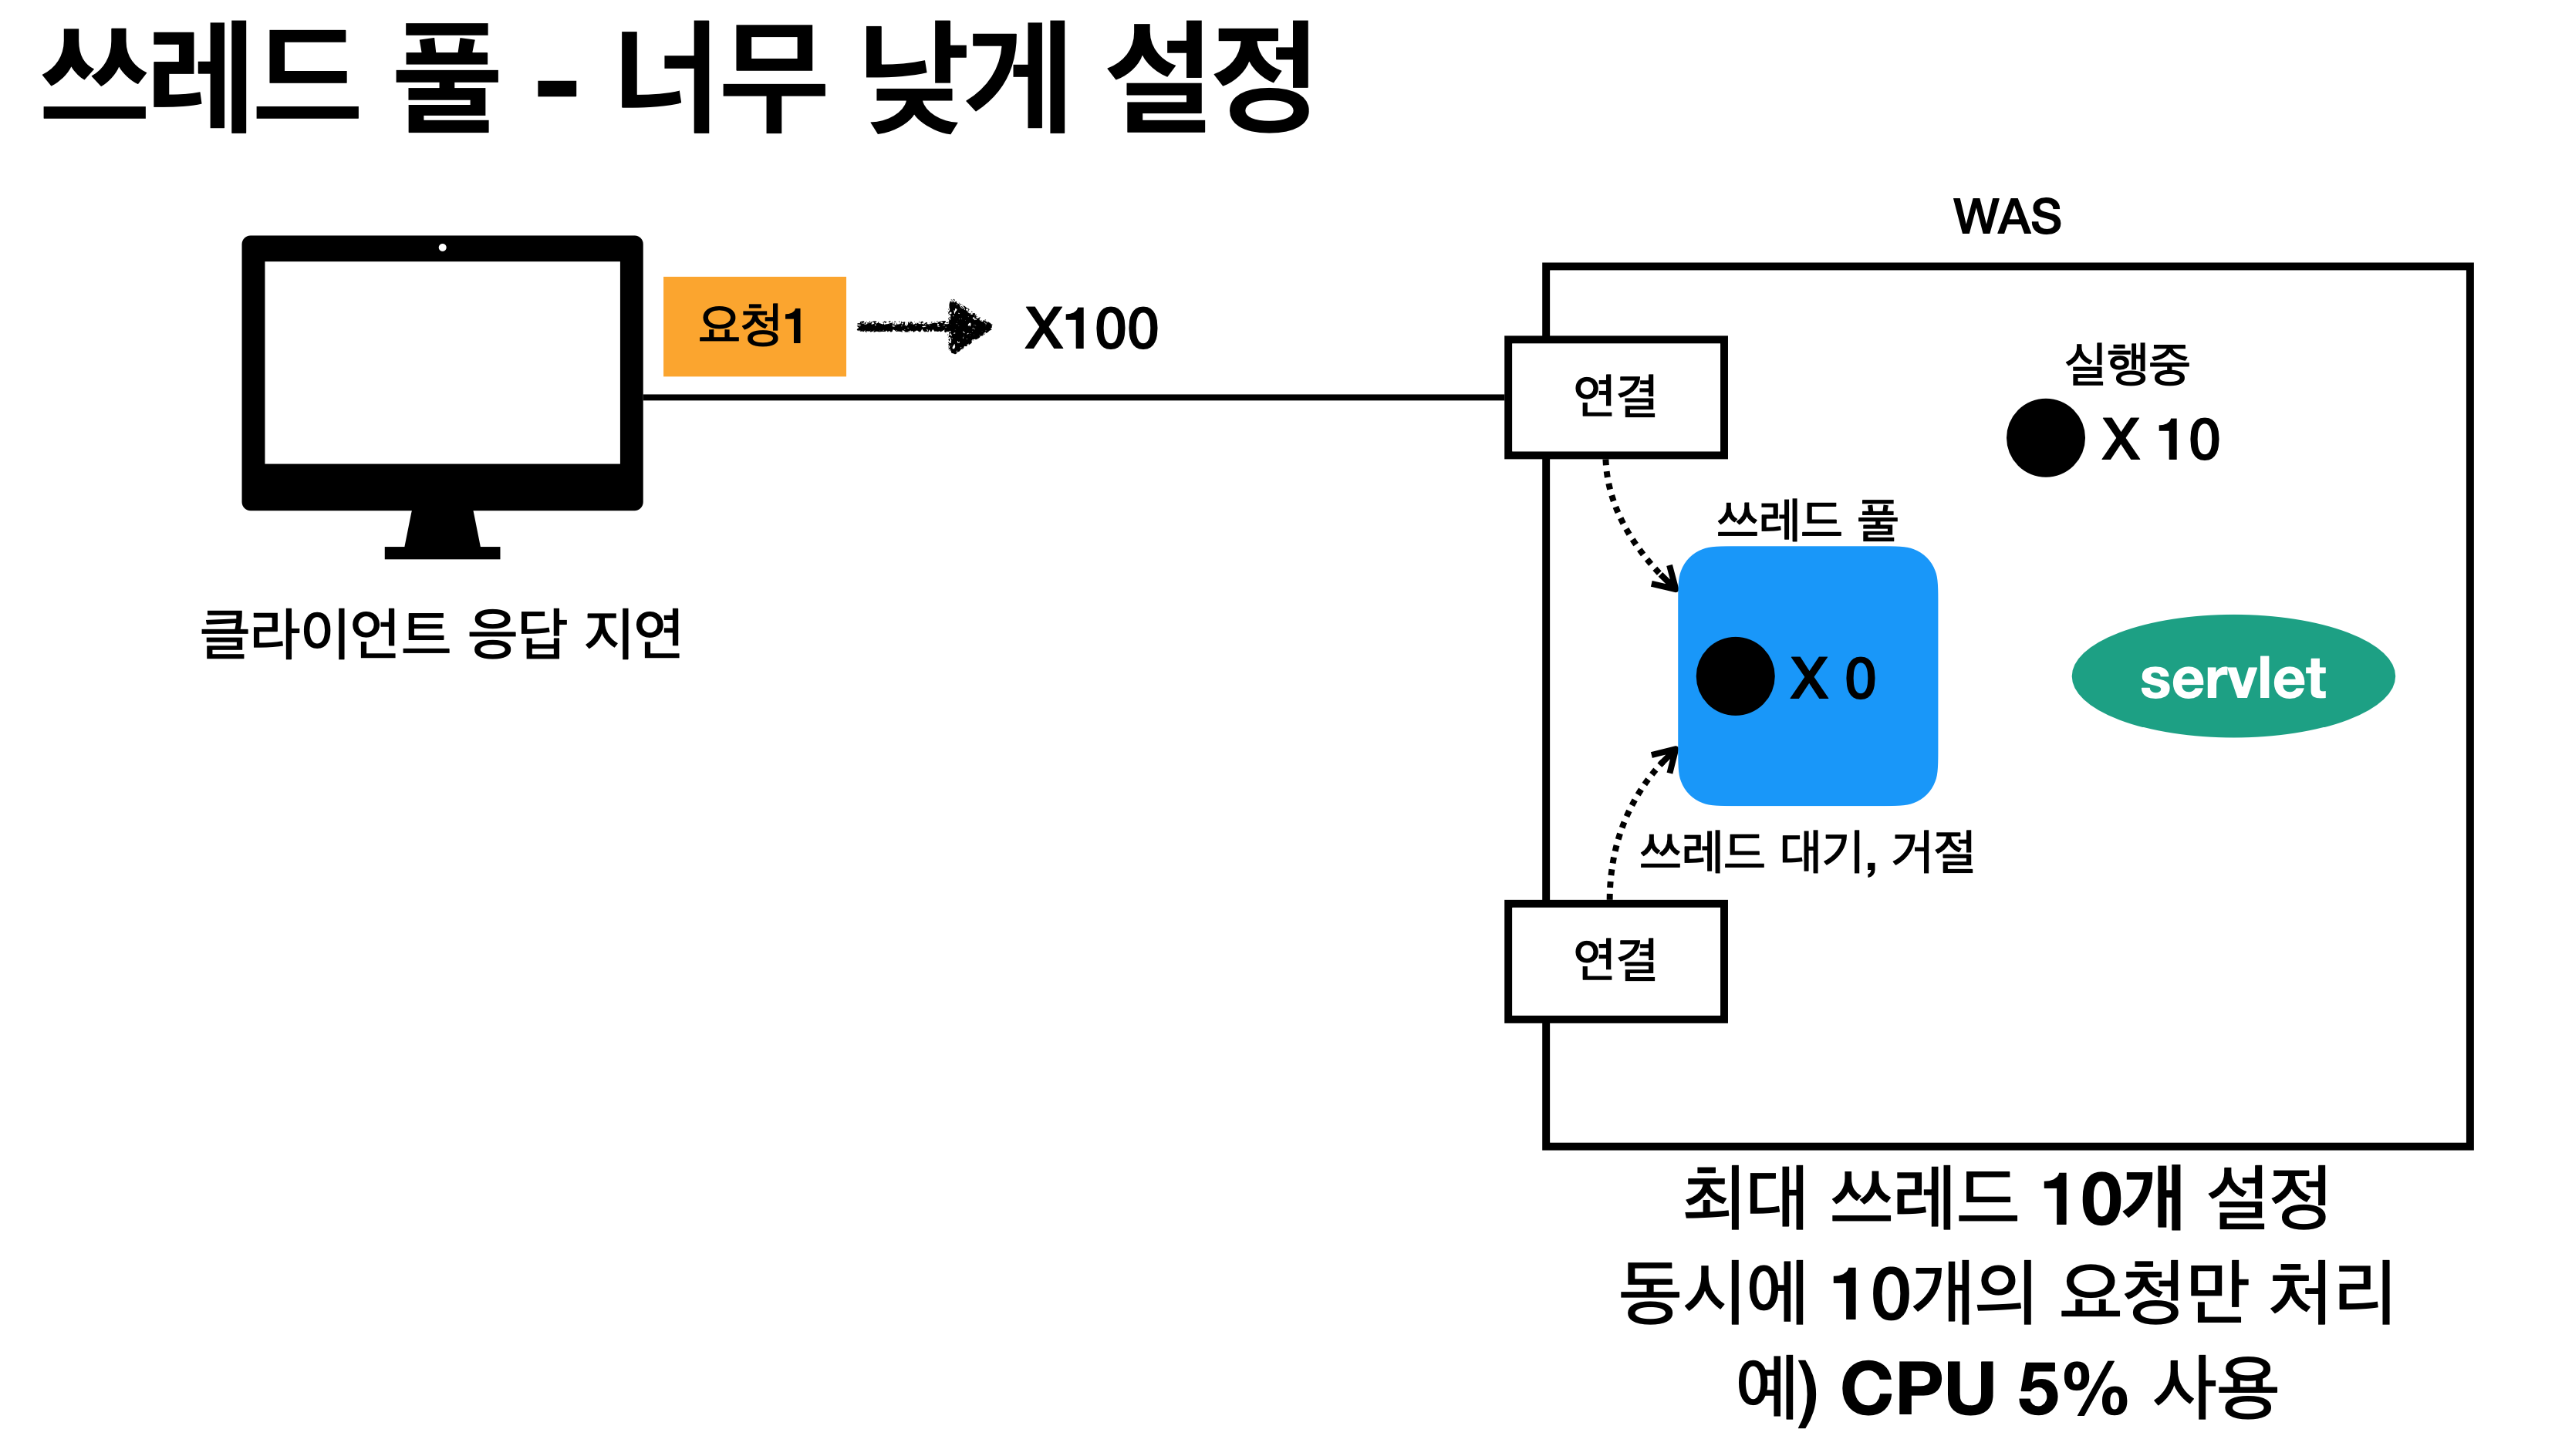 쓰레드 풀 - 너무 낮게 설정
WAS
요청1
X100
연결
실행중
X 10
쓰레드 풀
X 0
클라이언트 응답 지연
servlet
쓰레드 대기, 거절
연결
최대 쓰레드 10개 설정
동시에 10개의 요청만 처리
예) CPU 5% 사용